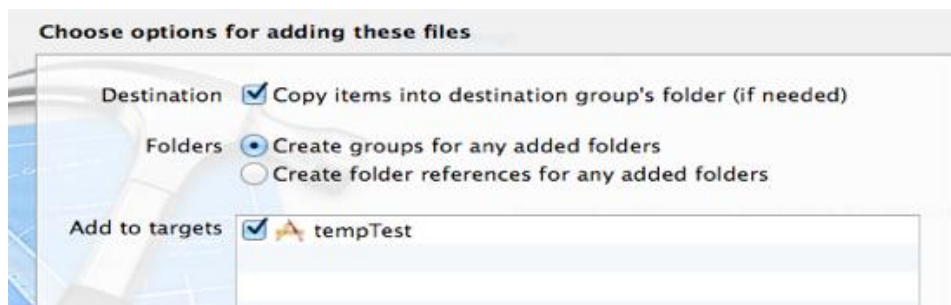 Choose options for adding these files
Destination Copy items into destination group's folder (if needed)
Folders Create groups for any added folders
Create folder references for any added folders
Add to targets tempTest